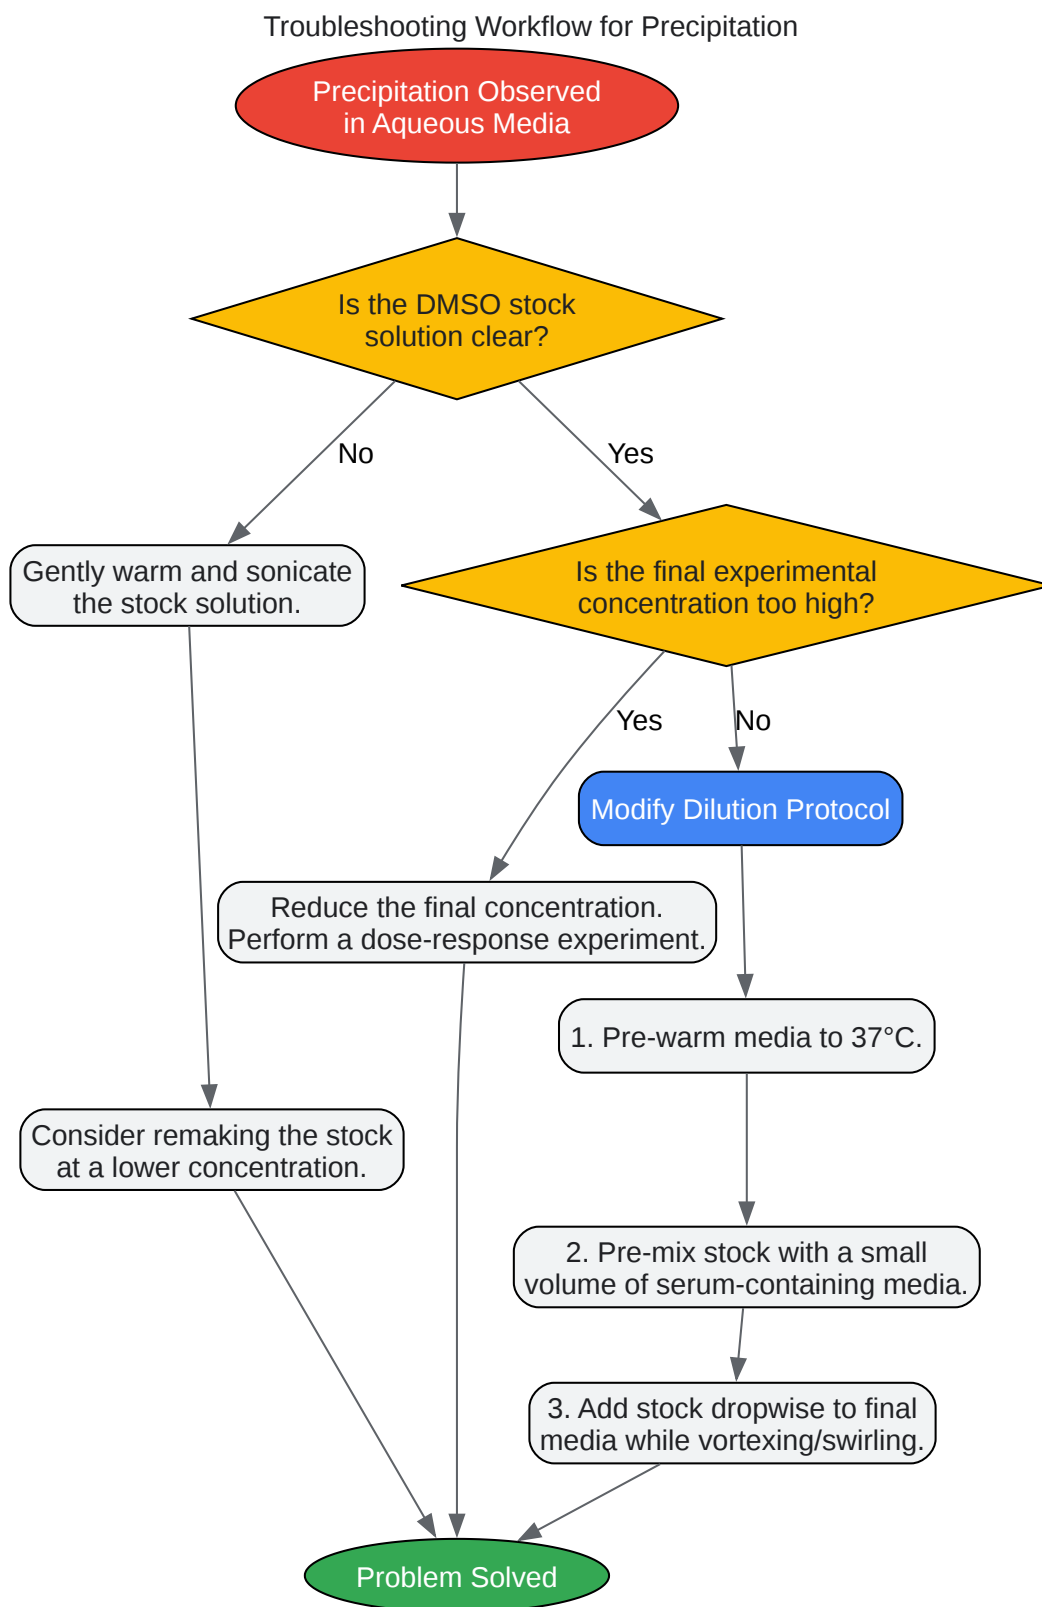 Troubleshooting Workflow for Precipitation
Precipitation Observed
in Aqueous Media
Is the DMSO stock
solution clear?
No
Yes
Gently warm and sonicate
the stock solution.
Is the final experimental
concentration too high?
Yes
No
Modify Dilution Protocol
Reduce the final concentration.
Perform a dose-response experiment.
1. Pre-warm media to 37°C.
Consider remaking the stock
at a lower concentration.
2. Pre-mix stock with a small
volume of serum-containing media.
3. Add stock dropwise to final
media while vortexing/swirling.
Problem Solved